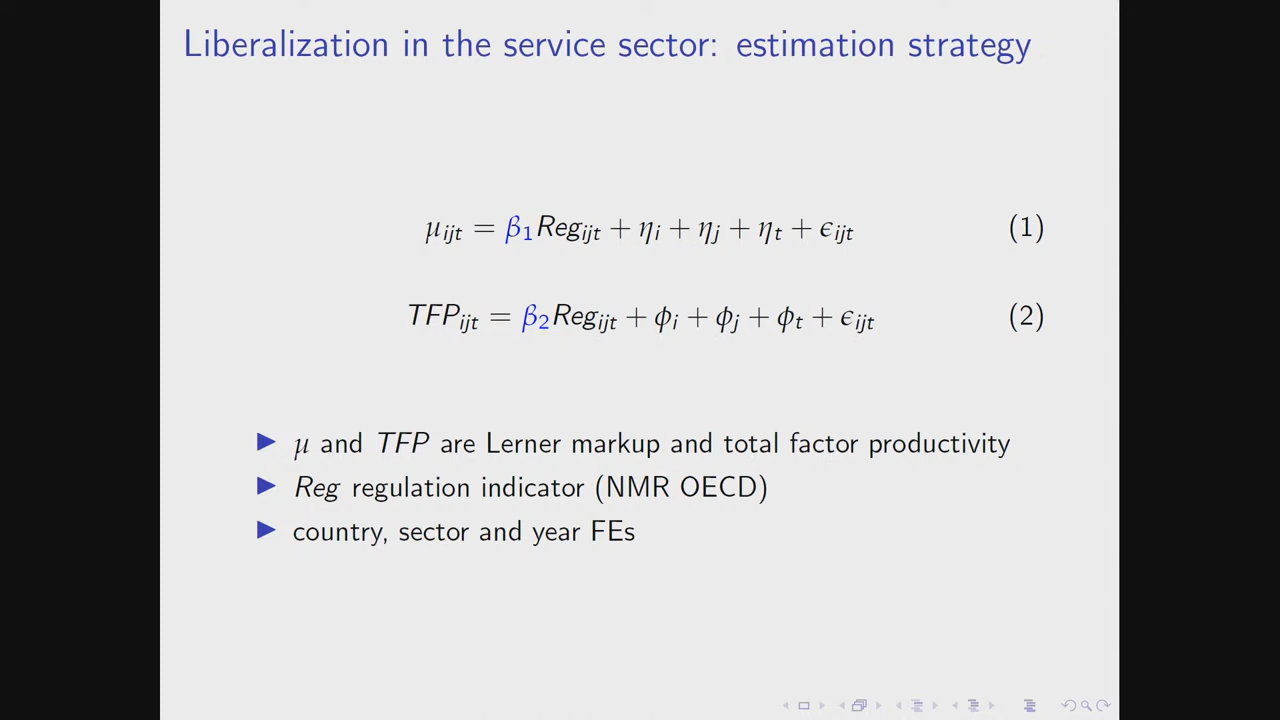 Liberalization in the service sector: estimation strategy
μ_ijt = β_1 Reg_ijt + η_i + η_j + η_t + ϵ_ijt (1)
TFP_ijt = β_2 Reg_ijt + ϕ_i + ϕ_j + ϕ_t + ϵ_ijt (2)
μ and TFP are Lerner markup and total factor productivity
Reg regulation indicator (NMR OECD)
country, sector and year FEs